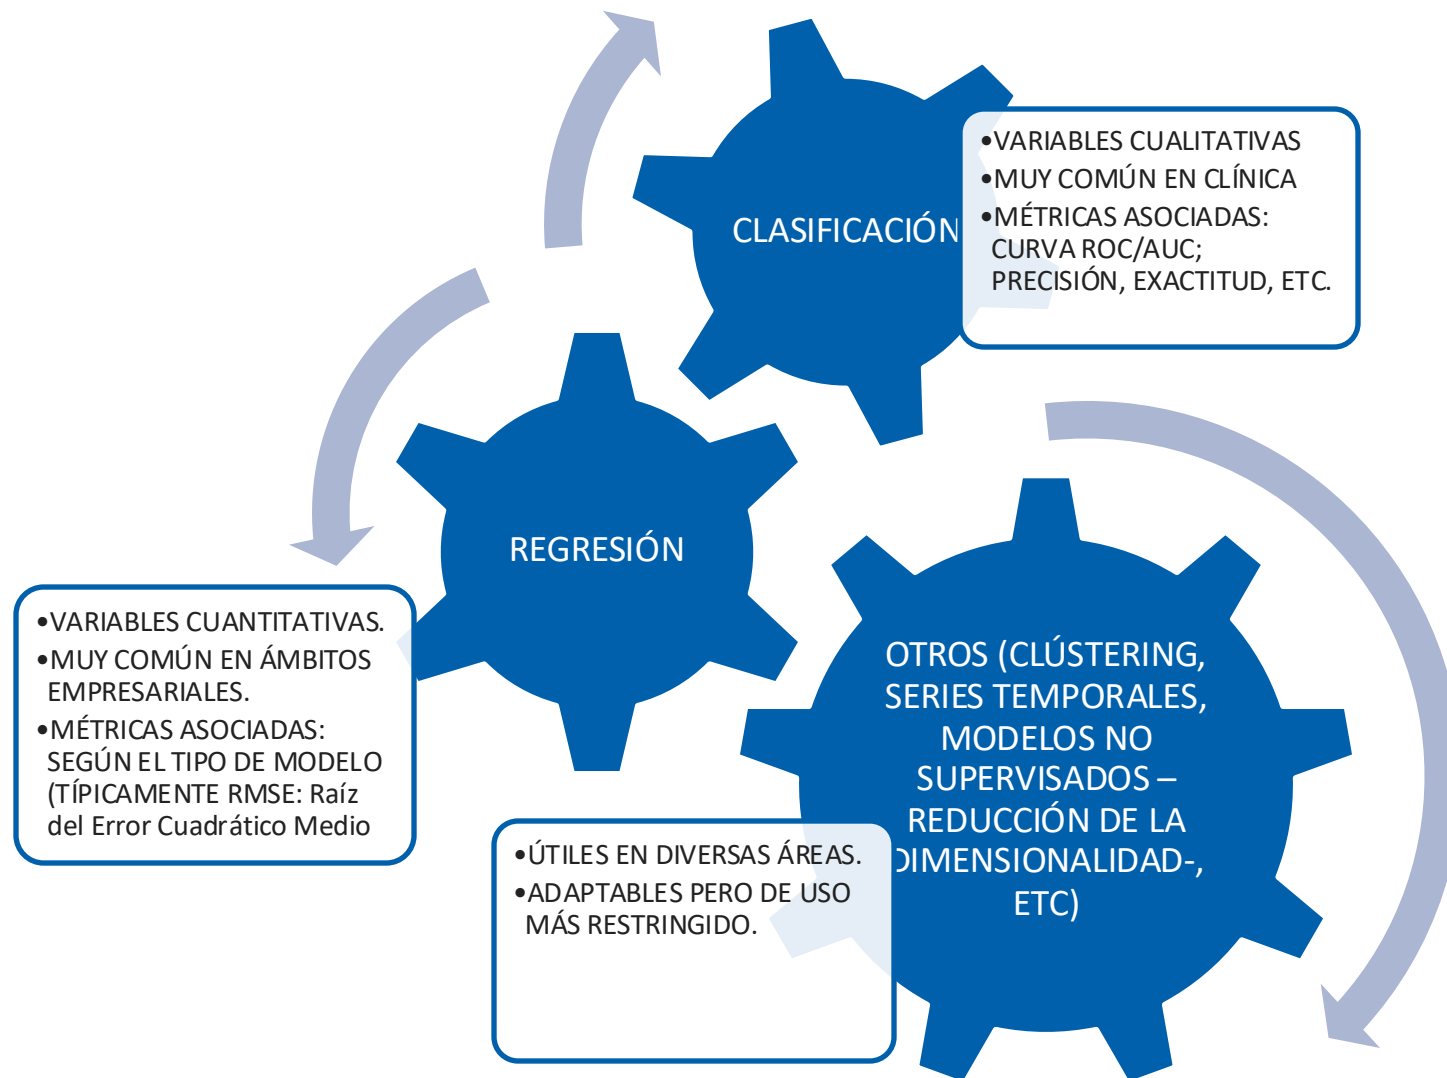 CLASIFICACIÓN
•VARIABLES CUALITATIVAS
•MUY COMÚN EN CLÍNICA
•MÉTRICAS ASOCIADAS:
CURVA ROC/AUC;
PRECISIÓN, EXACTITUD, ETC.
REGRESIÓN
•VARIABLES CUANTITATIVAS.
•MUY COMÚN EN ÁMBITOS
EMPRESARIALES.
•MÉTRICAS ASOCIADAS:
SEGÚN EL TIPO DE MODELO
(TÍPICAMENTE RMSE: Raíz
del Error Cuadrático Medio
OTROS (CLÚSTERING,
SERIES TEMPORALES,
MODELOS NO
SUPERVISADOS –
REDUCCIÓN DE LA
DIMENSIONALIDAD-,
ETC)
•ÚTILES EN DIVERSAS ÁREAS.
•ADAPTABLES PERO DE USO
MÁS RESTRINGIDO.